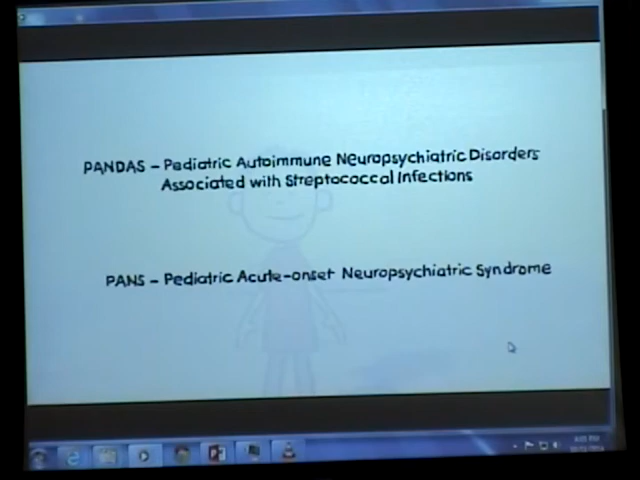 PANDAS – Pediatric Autoimmune Neuropsychiatric Disorders
Associated with Streptococcal Infections
PANS – Pediatric Acute-onset Neuropsychiatric Syndrome